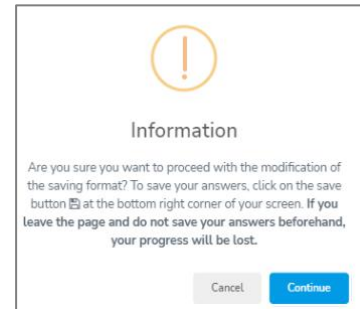 Information
Are you sure you want to proceed with the modification of
the saving format? To save your answers, click on the save
button at the bottom right corner of your screen. If you
leave the page and do not save your answers beforehand,
your progress will be lost.
Cancel Continue